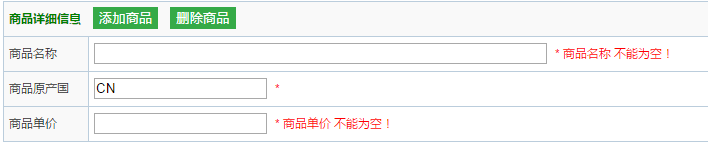 商品详细信息 添加商品 删除商品
商品名称 * 商品名称 不能为空！
商品原产国 CN *
商品单价 * 商品单价 不能为空！